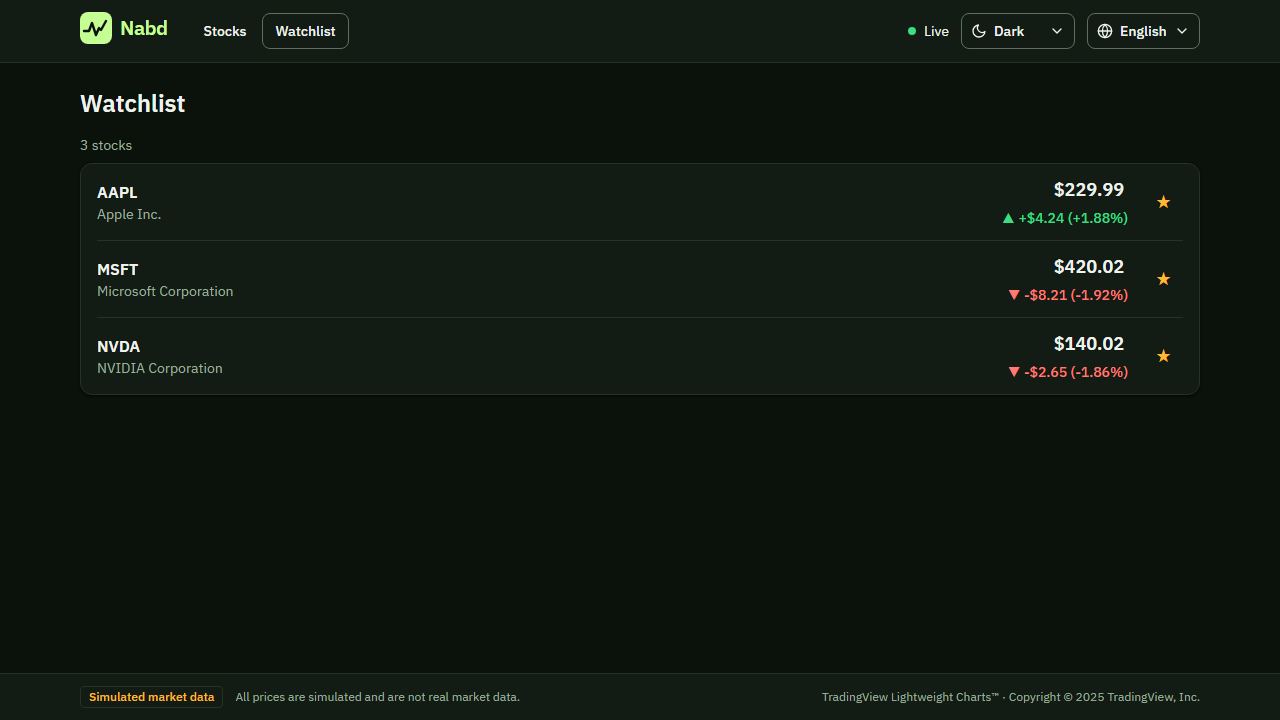 Nabd
Stocks
Watchlist
Live
Dark
English
Watchlist
3 stocks
AAPL
Apple Inc.
$229.99
▲ +$4.24 (+1.88%)
★
MSFT
Microsoft Corporation
$420.02
▼ -$8.21 (-1.92%)
★
NVDA
NVIDIA Corporation
$140.02
▼ -$2.65 (-1.86%)
★
Simulated market data
All prices are simulated and are not real market data.
TradingView Lightweight Charts™ · Copyright © 2025 TradingView, Inc.